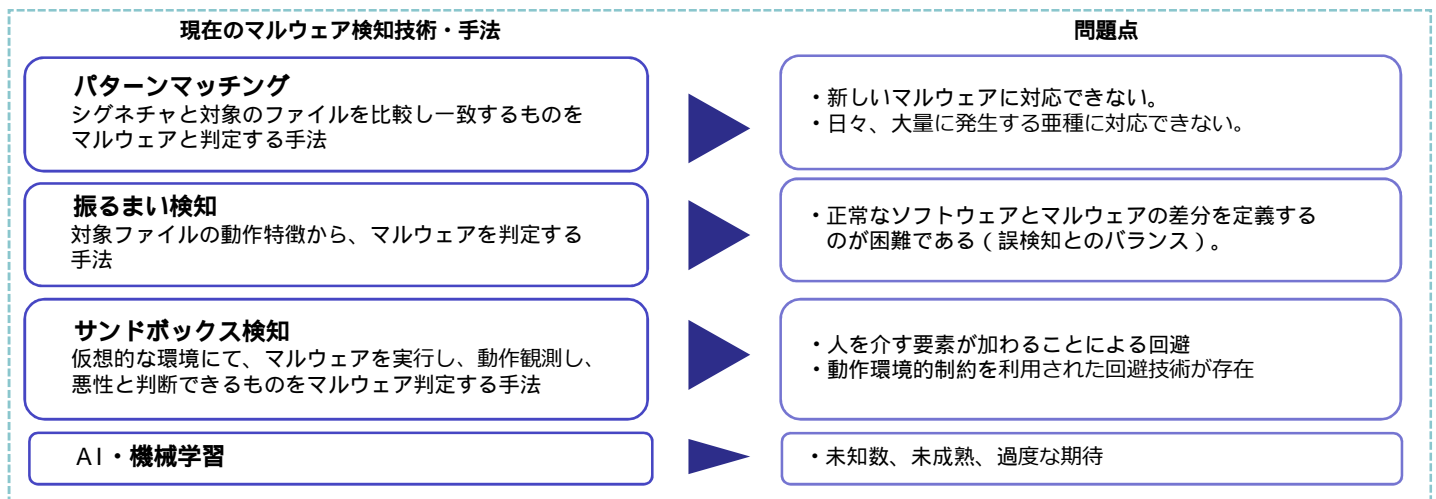 現在のマルウェア検知技術・手法
問題点
パターンマッチング
シグネチャと対象のファイルを比較し一致するものを
マルウェアと判定する手法
・新しいマルウェアに対応できない。
・日々、大量に発生する亜種に対応できない。
振るまい検知
対象ファイルの動作特徴から、マルウェアを判定する
手法
・正常なソフトウェアとマルウェアの差分を定義する
のが困難である(誤検知とのバランス)。
サンドボックス検知
仮想的な環境にて、マルウェアを実行し、動作観測し、
悪性と判断できるものをマルウェア判定する手法
・人を介す要素が加わることによる回避
・動作環境的制約を利用された回避技術が存在
AI・機械学習
・未知数、未成熟、過度な期待